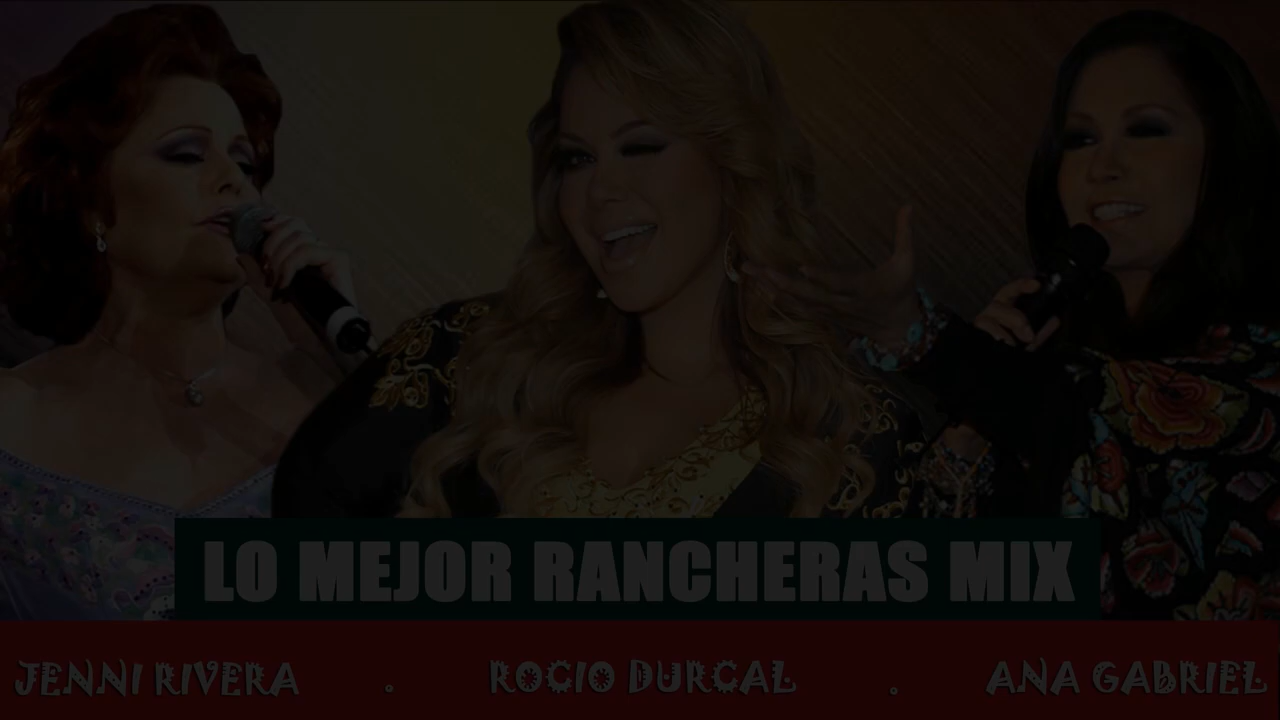 LO MEJOR RANCHERAS MIX
JENNI RIVERA . ROCIO DURCAL . ANA GABRIEL